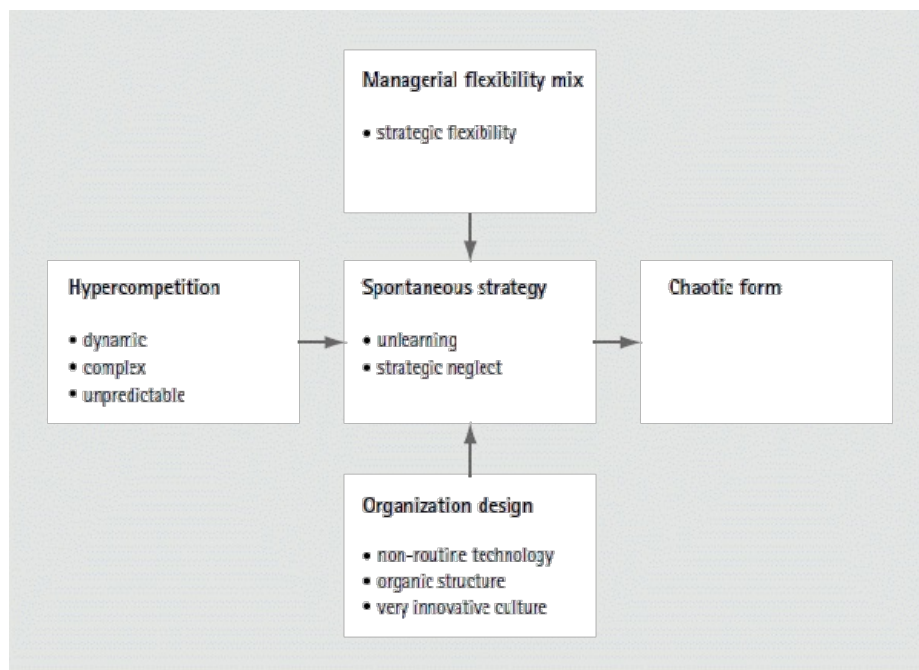 Managerial flexibility mix
• strategic flexibility
Hypercompetition
• dynamic
• complex
• unpredictable
Spontaneous strategy
• unlearning
• strategic neglect
Chaotic form
Organization design
• non-routine technology
• organic structure
• very innovative culture